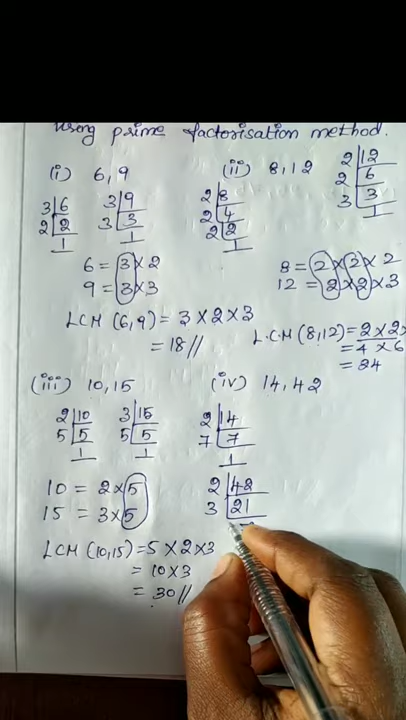 using prime factorisation method.
(i) 6, 9
3 6
2 2
1
3 9
3 3
1
6 = 3 × 2
9 = 3 × 3
LCM (6, 9) = 3 × 2 × 3
= 18//
(ii) 8, 12
2 8
2 4
2 2
1
2 12
2 6
3 3
1
8 = 2 × 2 × 2
12 = 2 × 2 × 3
L.C.M (8, 12) = 2 × 2 ×
= 4 × 6
= 24
(iii) 10, 15
2 10
5 5
1
3 15
5 5
1
10 = 2 × 5
15 = 3 × 5
LCM (10, 15) = 5 × 2 × 3
= 10 × 3
= 30//
(iv) 14, 42
2 14
7 7
1
2 42
3 21